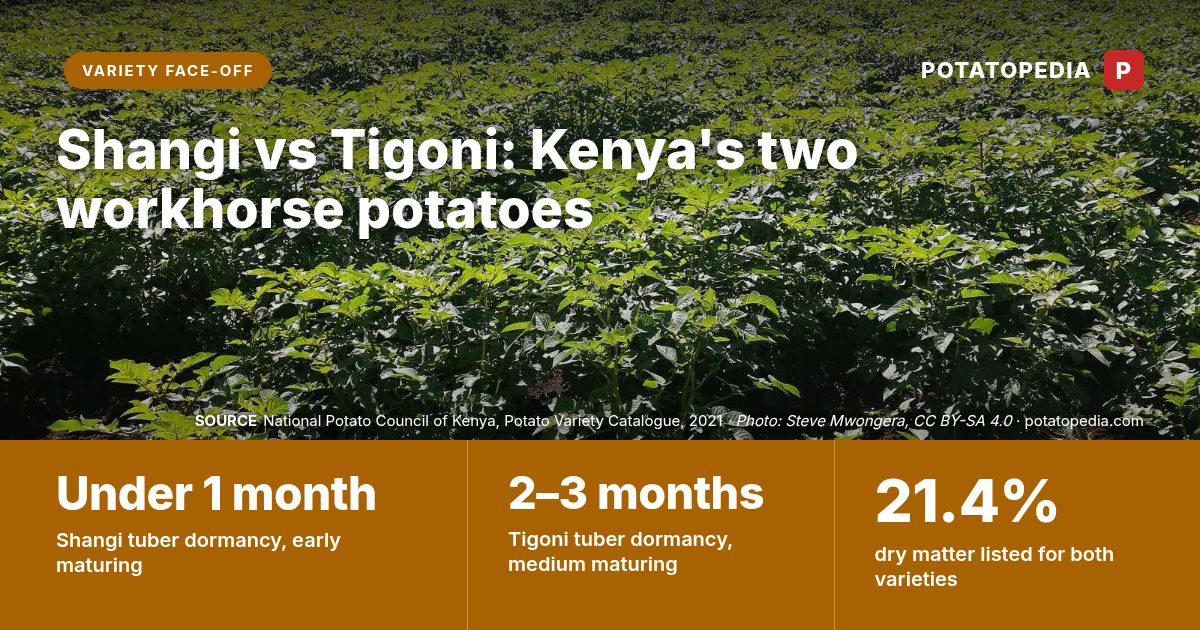 VARIETY FACE-OFF
POTATOPEDIA P
Shangi vs Tigoni: Kenya's two
workhorse potatoes
SOURCE National Potato Council of Kenya, Potato Variety Catalogue, 2021 · Photo: Steve Mwongera, CC BY-SA 4.0 · potatopedia.com
Under 1 month
Shangi tuber dormancy, early
maturing
2–3 months
Tigoni tuber dormancy,
medium maturing
21.4%
dry matter listed for both
varieties